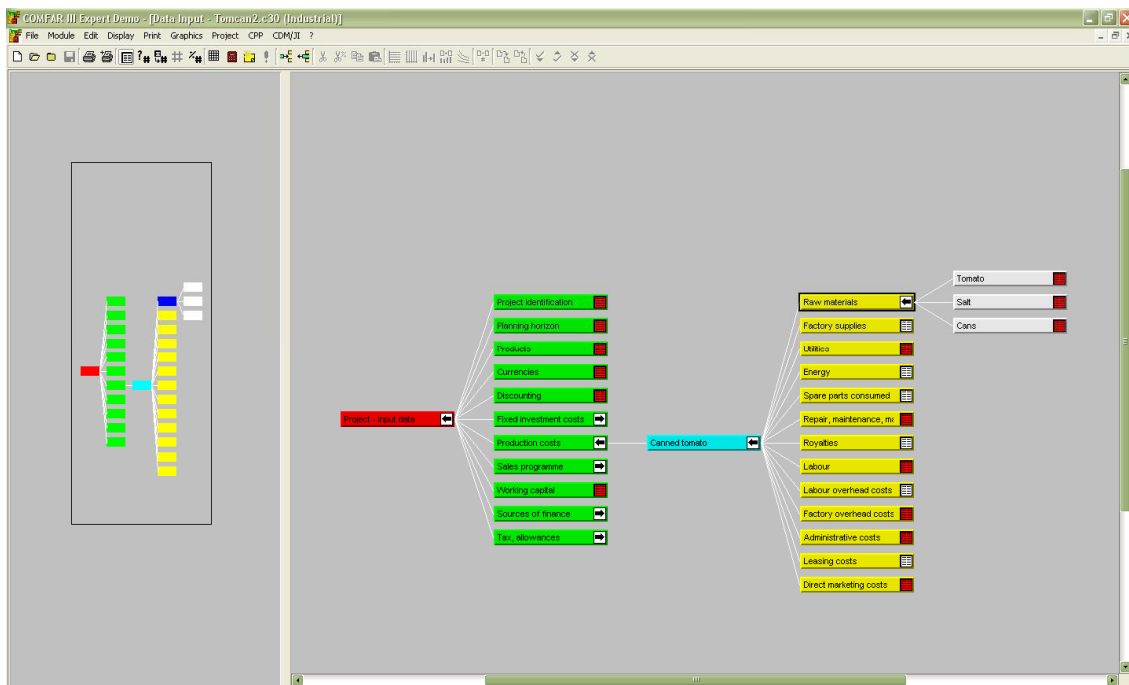 COMFAR III Expert Demo - [Data Input - Tomcan2.c30 (Industrial)]
File Module Edit Display Print Graphics Project CPP CDM/JI ?
Project - Input data
Project identification
Planning horizon
Products
Currencies
Discounting
Fixed investment costs
Production costs
Sales programme
Working capital
Sources of finance
Tax, allowances
Canned tomato
Raw materials
Factory supplies
Utilities
Energy
Spare parts consumed
Repair, maintenance, ma
Royalties
Labour
Labour overhead costs
Factory overhead costs
Administrative costs
Leasing costs
Direct marketing costs
Tomato
Salt
Cans